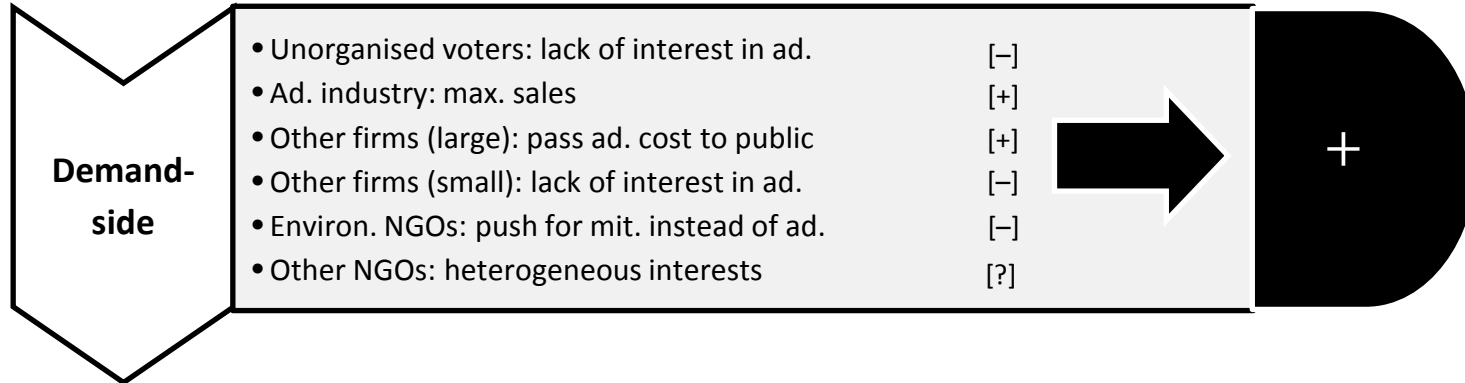 • Unorganised voters: lack of interest in ad. [–]
• Ad. industry: max. sales [+]
• Other firms (large): pass ad. cost to public [+]
Demand-
side
• Other firms (small): lack of interest in ad. [–]
• Environ. NGOs: push for mit. instead of ad. [–]
• Other NGOs: heterogeneous interests [?]
+